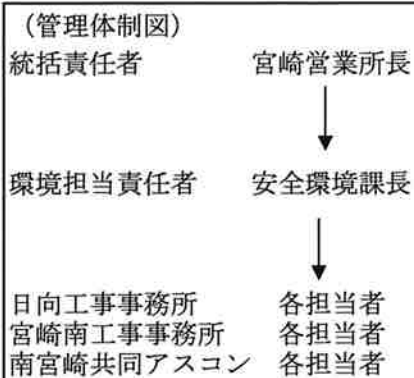 （管理体制図）
統括責任者 宮崎営業所長
環境担当責任者 安全環境課長
日向工事事務所 各担当者
宮崎南工事事務所 各担当者
南宮崎共同アスコン 各担当者